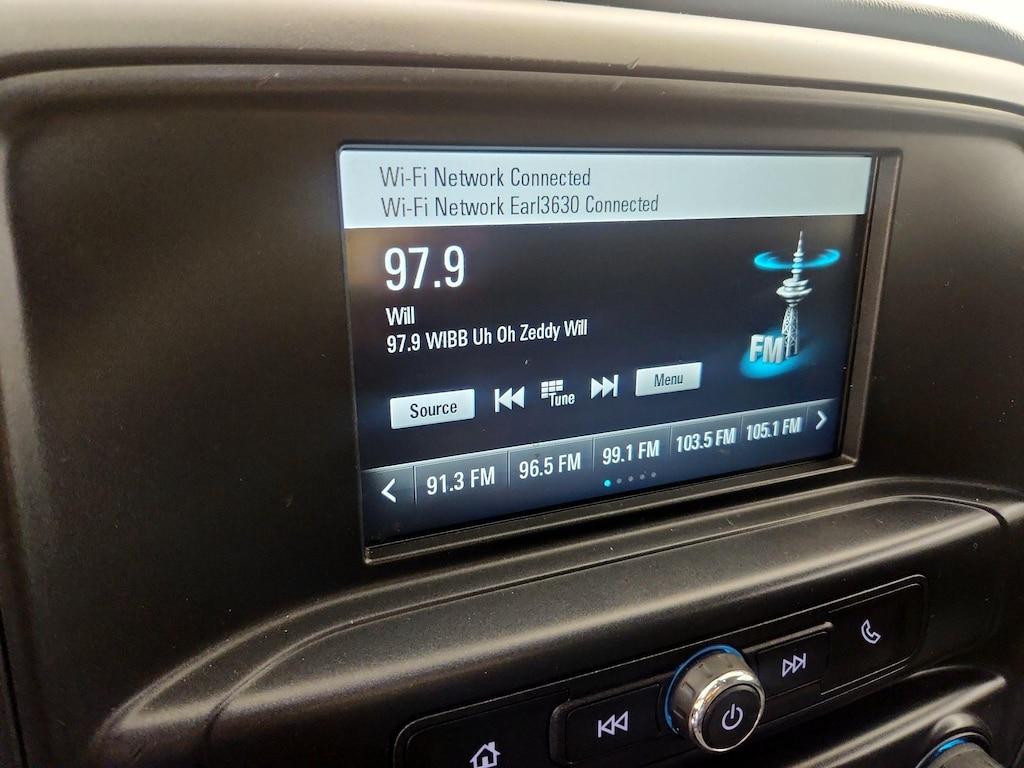 Wi-Fi Network Connected
Wi-Fi Network Earl3630 Connected
97.9
Will
97.9 WIBB Uh Oh Zeddy Will
FM
Source Tune Menu
91.3 FM 96.5 FM 99.1 FM 103.5 FM 105.1 FM